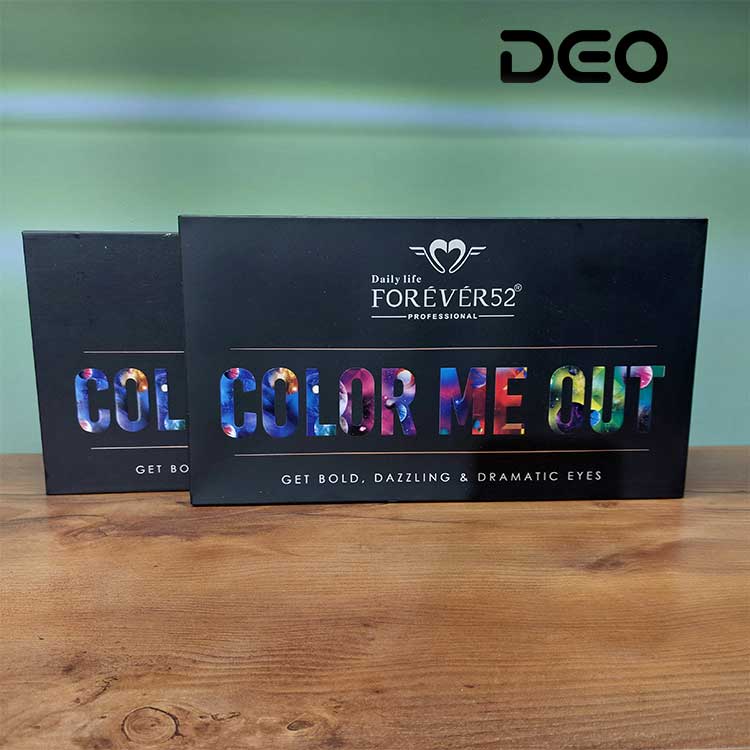 DEO
Daily life
FORÉVÉR52®
PROFESSIONAL
COLOR ME OUT
GET BOLD, DAZZLING & DRAMATIC EYES
COL
GET BO